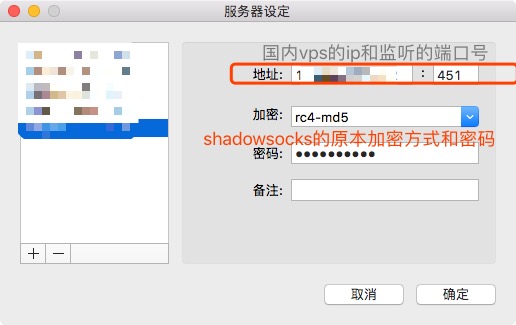 服务器设定
国内vps的ip和监听的端口号
地址: 1 : 451
加密: rc4-md5
shadowsocks的原本加密方式和密码
密码: ●●●●●●●●●●
备注:
+ −
取消 确定